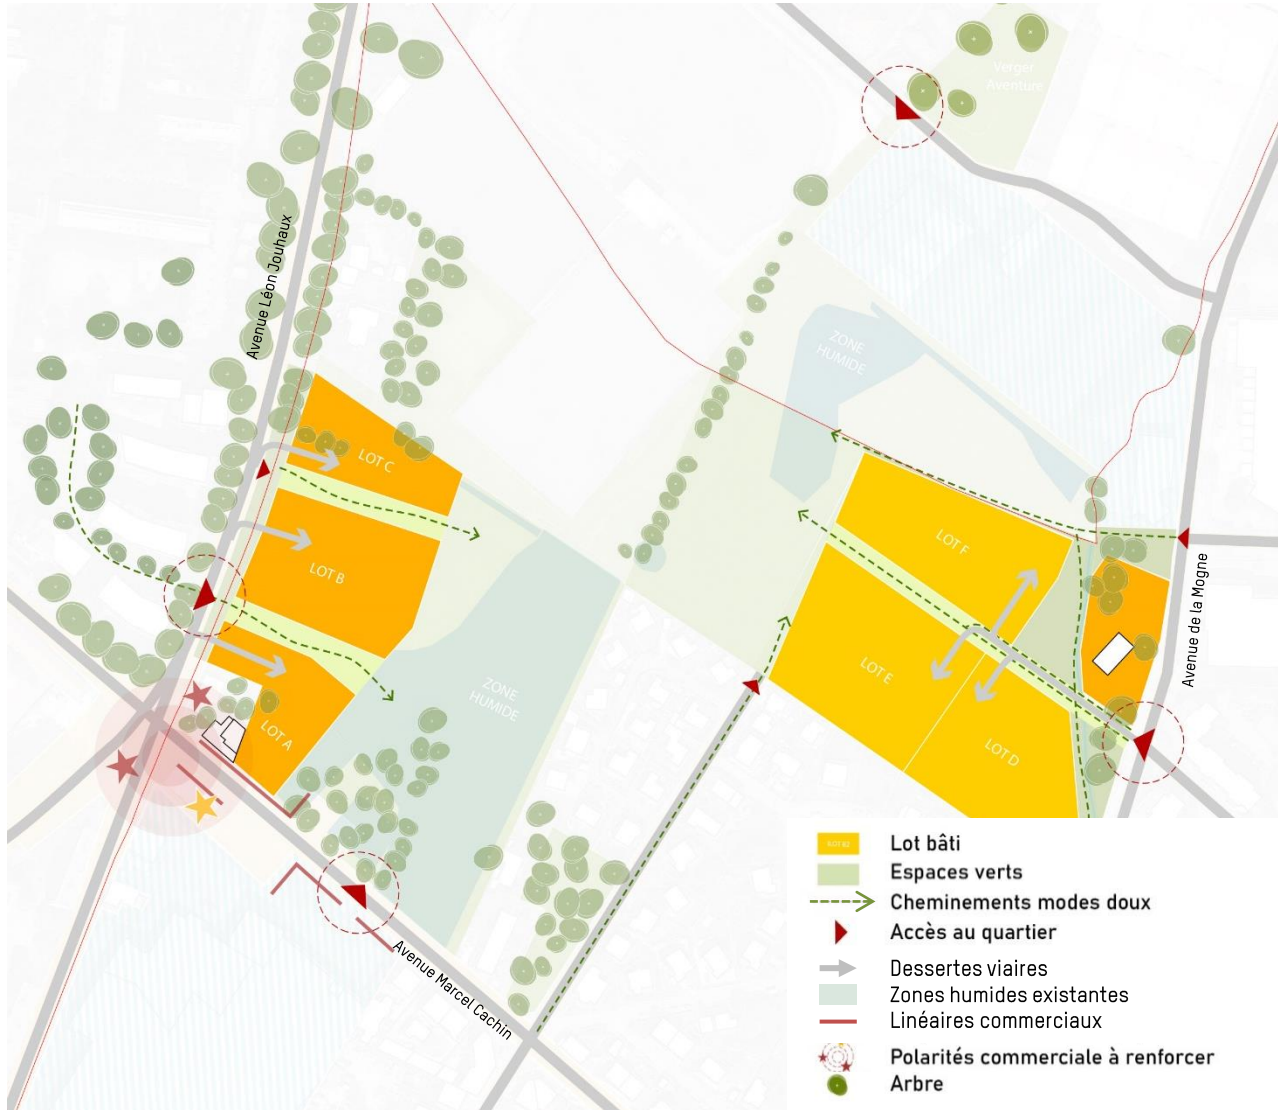 Verger
Aventure
Avenue Léon Jouhaux
ZONE
HUMIDE
LOT C
LOT B
LOT A
ZONE
HUMIDE
LOT F
LOT E
LOT D
Avenue de la Mogne
Avenue Marcel Cachin
Lot bâti
Espaces verts
Cheminements modes doux
Accès au quartier
Dessertes viaires
Zones humides existantes
Linéaires commerciaux
Polarités commerciale à renforcer
Arbre